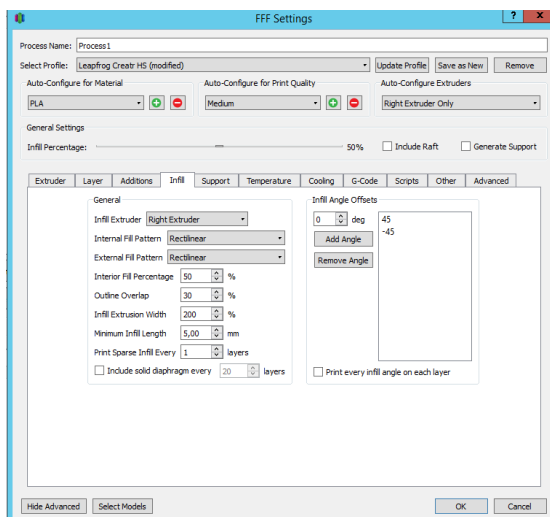 FFF Settings
? x
Process Name: Process1
Select Profile: Leapfrog Creatr HS (modified) Update Profile Save as New Remove
Auto-Configure for Material Auto-Configure for Print Quality Auto-Configure Extruders
PLA Medium Right Extruder Only
General Settings
Infill Percentage: 50% Include Raft Generate Support
Extruder Layer Additions Infill Support Temperature Cooling G-Code Scripts Other Advanced
General
Infill Extruder Right Extruder
Internal Fill Pattern Rectilinear
External Fill Pattern Rectilinear
Interior Fill Percentage 50 %
Outline Overlap 30 %
Infill Extrusion Width 200 %
Minimum Infill Length 5,00 mm
Print Sparse Infill Every 1 layers
Include solid diaphragm every 20 layers
Infill Angle Offsets
0 deg
Add Angle
Remove Angle
45
-45
Print every infill angle on each layer
Hide Advanced Select Models OK Cancel